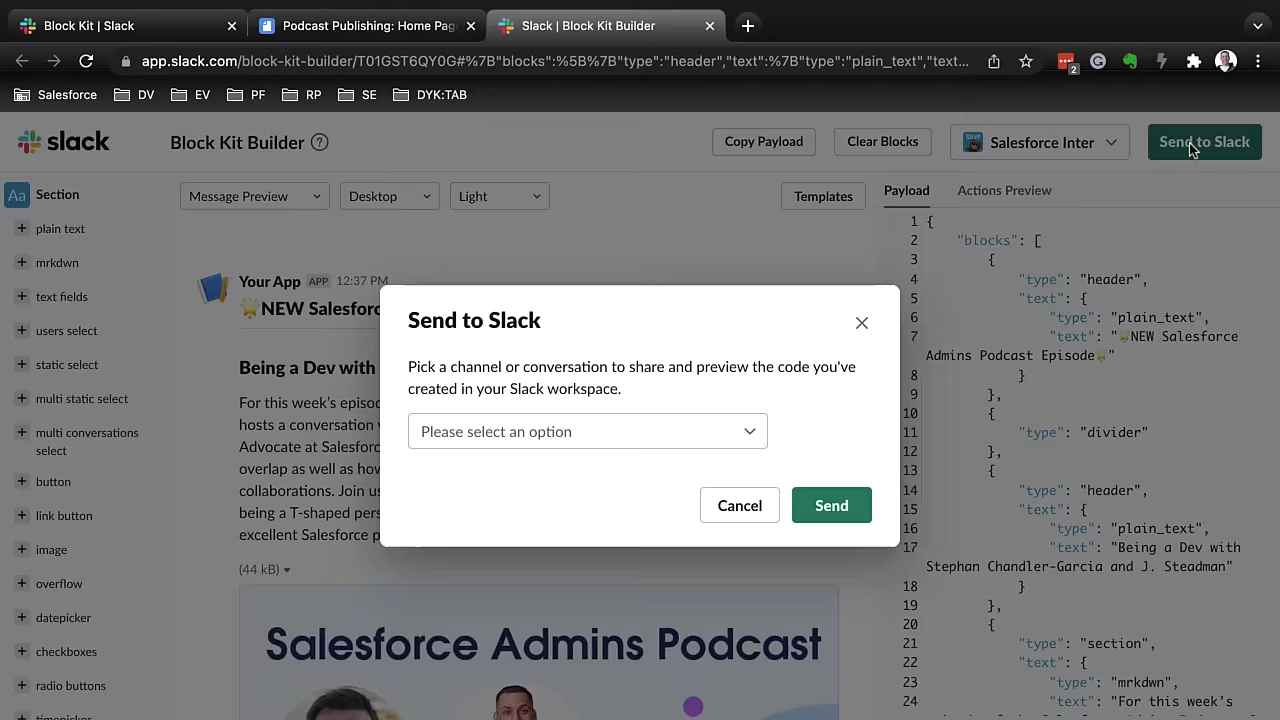 Block Kit | Slack
Podcast Publishing: Home Page
Slack | Block Kit Builder
app.slack.com/block-kit-builder/T01GST6QY0G#%7B"blocks":%5B%7B"type":"header","text":%7B"type":"plain_text","text...
2
Salesforce
DV
EV
PF
RP
SE
DYK:TAB
slack
Block Kit Builder ?
Copy Payload
Clear Blocks
Salesforce Inter
Send to Slack
Aa Section
+ plain text
+ mrkdwn
+ text fields
+ users select
+ static select
+ multi static select
+ multi conversations
select
+ button
+ link button
+ image
+ overflow
+ datepicker
+ checkboxes
+ radio buttons
timepicker
Message Preview
Desktop
Light
Templates
Your App APP 12:37 PM
NEW Salesforc
Being a Dev with
For this week's episod
hosts a conversation
Advocate at Salesforc
overlap as well as how
collaborations. Join us
being a T-shaped pers
excellent Salesforce p
(44 kB)
Salesforce Admins Podcast
Send to Slack
Pick a channel or conversation to share and preview the code you've
created in your Slack workspace.
Please select an option
Cancel
Send
Payload
Actions Preview
1 {
2 "blocks": [
3 {
4 "type": "header",
5 "text": {
6 "type": "plain_text",
7 "text": "🌟NEW Salesforce
Admins Podcast Episode🌟"
8 }
9 },
10 {
11 "type": "divider"
12 },
13 {
14 "type": "header",
15 "text": {
16 "type": "plain_text",
17 "text": "Being a Dev with
Stephan Chandler-Garcia and J. Steadman"
18 }
19 },
20 {
21 "type": "section",
22 "text": {
23 "type": "mrkdwn",
24 "text": "For this week's